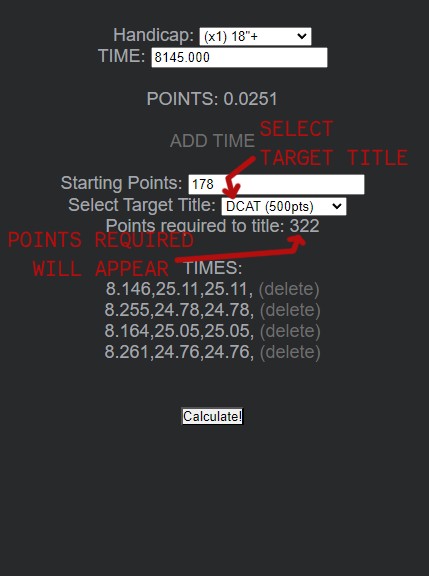 Handicap: (x1) 18"+
TIME: 8145.000
POINTS: 0.0251
ADD TIME
SELECT
TARGET TITLE
Starting Points: 178
Select Target Title: DCAT (500pts)
Points required to title: 322
POINTS REQUIRED
WILL APPEAR
TIMES:
8.146,25.11,25.11, (delete)
8.255,24.78,24.78, (delete)
8.164,25.05,25.05, (delete)
8.261,24.76,24.76, (delete)
Calculate!